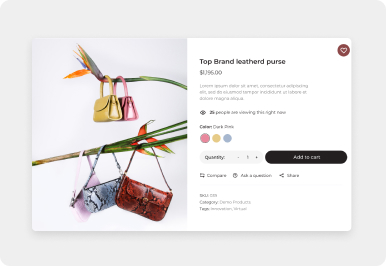 Top Brand leatherd purse
$1,195.00
Lorem ipsum dolor sit amet, consectetur adipiscing
elit, sed do eiusmod tempor incididunt ut labore et
dolore magna aliqua.
25 people are viewing this right now
Color: Dark Pink
Quantity: - 1 +
Add to cart
Compare Ask a question Share
SKU: 015
Category: Demo Products
Tags: Innovation, Virtual